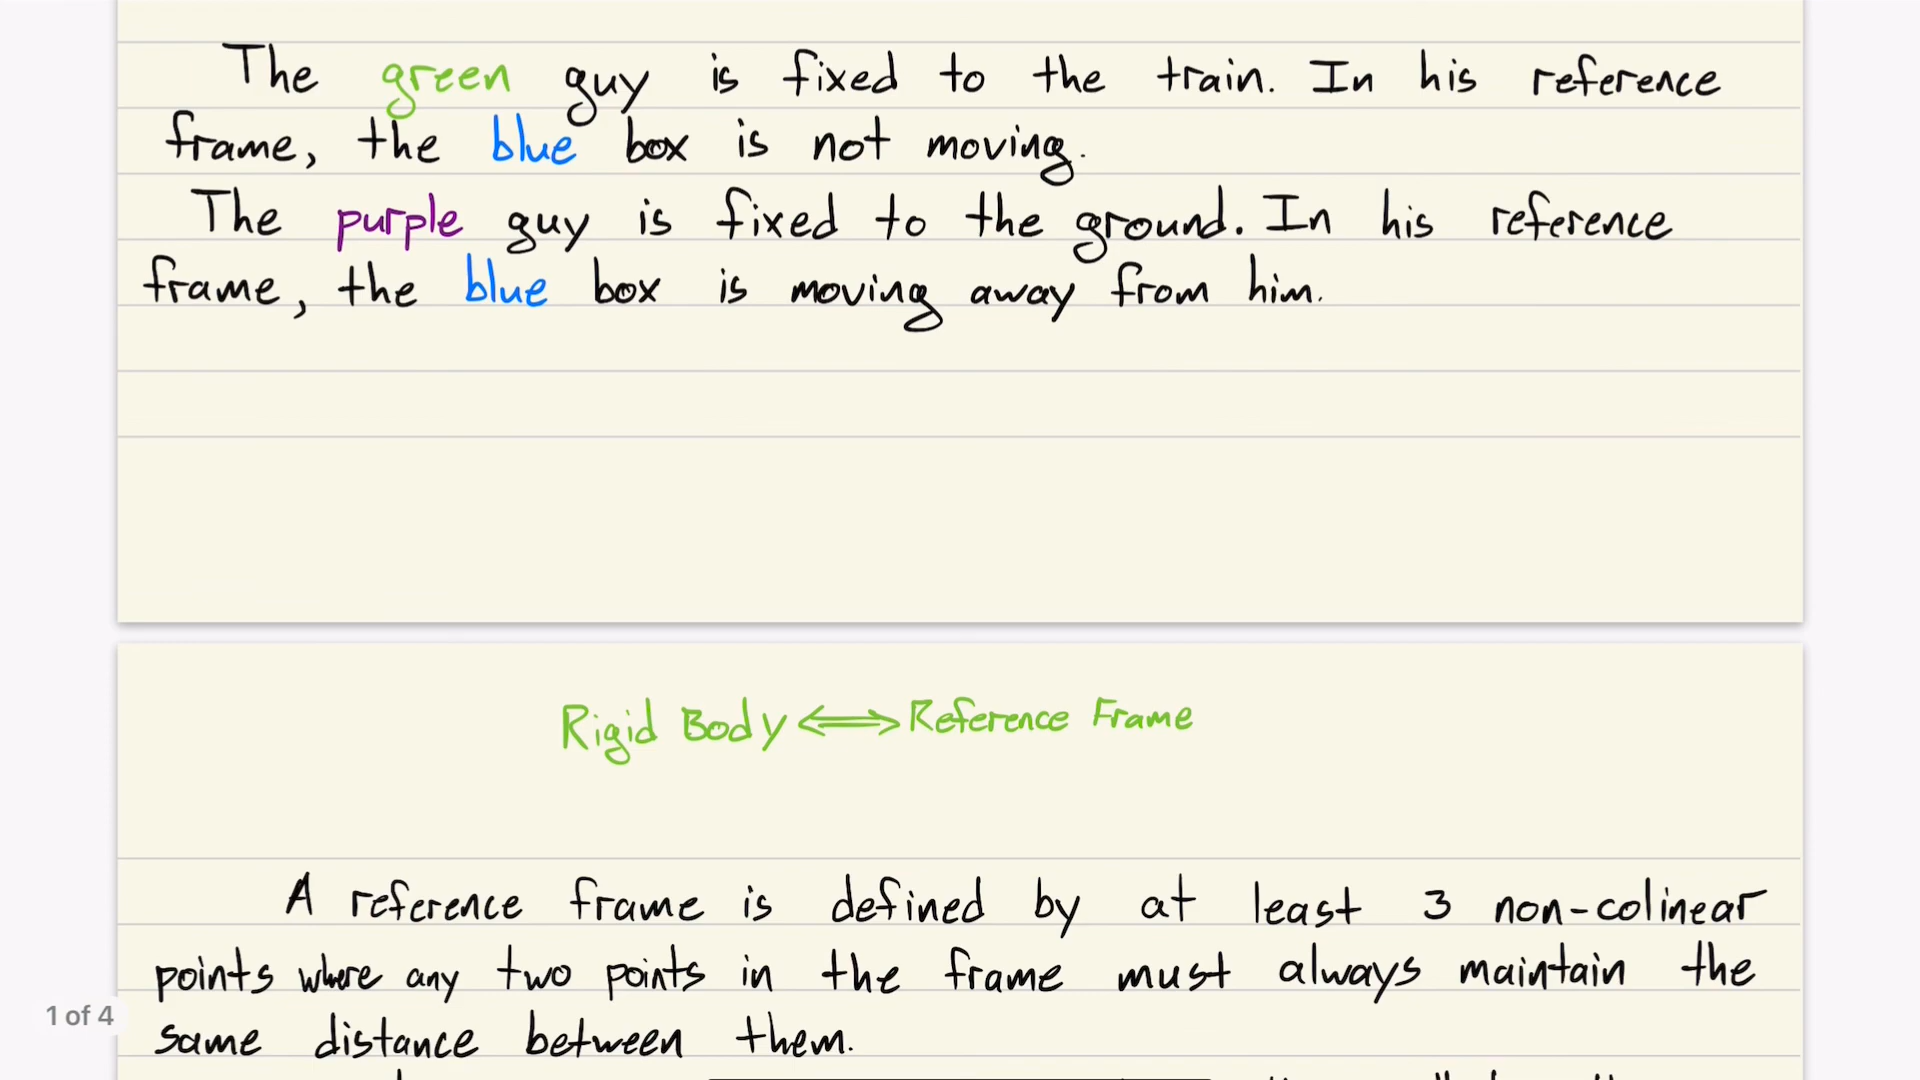 The green guy is fixed to the train. In his reference
frame, the blue box is not moving.
The purple guy is fixed to the ground. In his reference
frame, the blue box is moving away from him.
Rigid Body ⟺ Reference Frame
A reference frame is defined by at least 3 non-colinear
points where any two points in the frame must always maintain the
1 of 4
same distance between them.